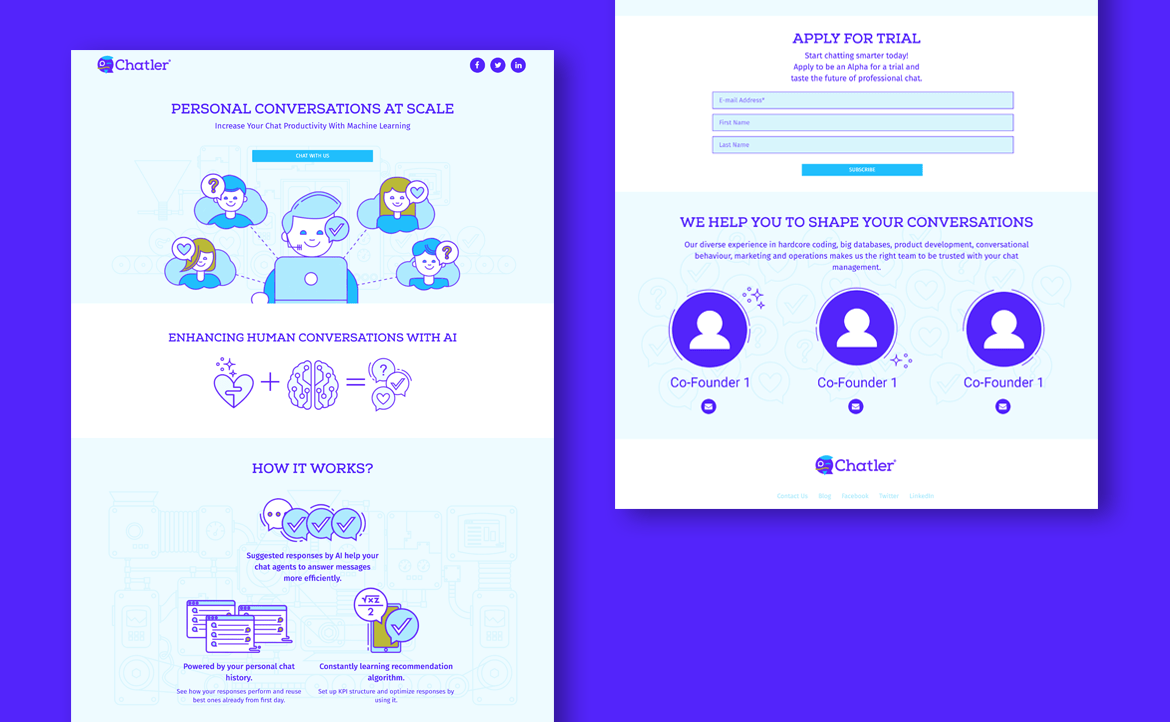 Chatler
PERSONAL CONVERSATIONS AT SCALE
Increase Your Chat Productivity With Machine Learning
CHAT WITH US
?
?
ENHANCING HUMAN CONVERSATIONS WITH AI
+
=
?
HOW IT WORKS?
Suggested responses by AI help your
chat agents to answer messages
more efficiently.
√xz
2
Powered by your personal chat
history.
See how your responses perform and reuse
best ones already from first day.
Constantly learning recommendation
algorithm.
Set up KPI structure and optimize responses by
using it.
APPLY FOR TRIAL
Start chatting smarter today!
Apply to be an Alpha for a trial and
taste the future of professional chat.
E-mail Address*
First Name
Last Name
SUBSCRIBE
WE HELP YOU TO SHAPE YOUR CONVERSATIONS
Our diverse experience in hardcore coding, big databases, product development, conversational
behaviour, marketing and operations makes us the right team to be trusted with your chat
management.
Co-Founder 1
Co-Founder 1
Co-Founder 1
Chatler
Contact Us Blog Facebook Twitter LinkedIn